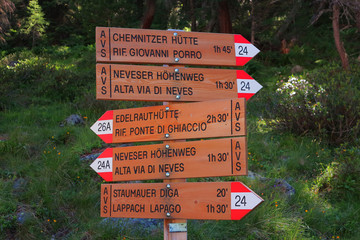 AVS
CHEMNITZER HÜTTE
RIF. GIOVANNI PORRO 1h 45'
24
AVS
NEVESER HÖHENWEG
ALTA VIA DI NEVES
24
26A
EDELRAUTHÜTTE 2h 30'
RIF. PONTE DI GHIACCIO
AVS
24A
NEVESER HÖHENWEG 1h 30'
ALTA VIA DI NEVES
AVS
AVS
STAUMAUER DIGA 20'
LAPPACH LAPAGO 1h 30'
24